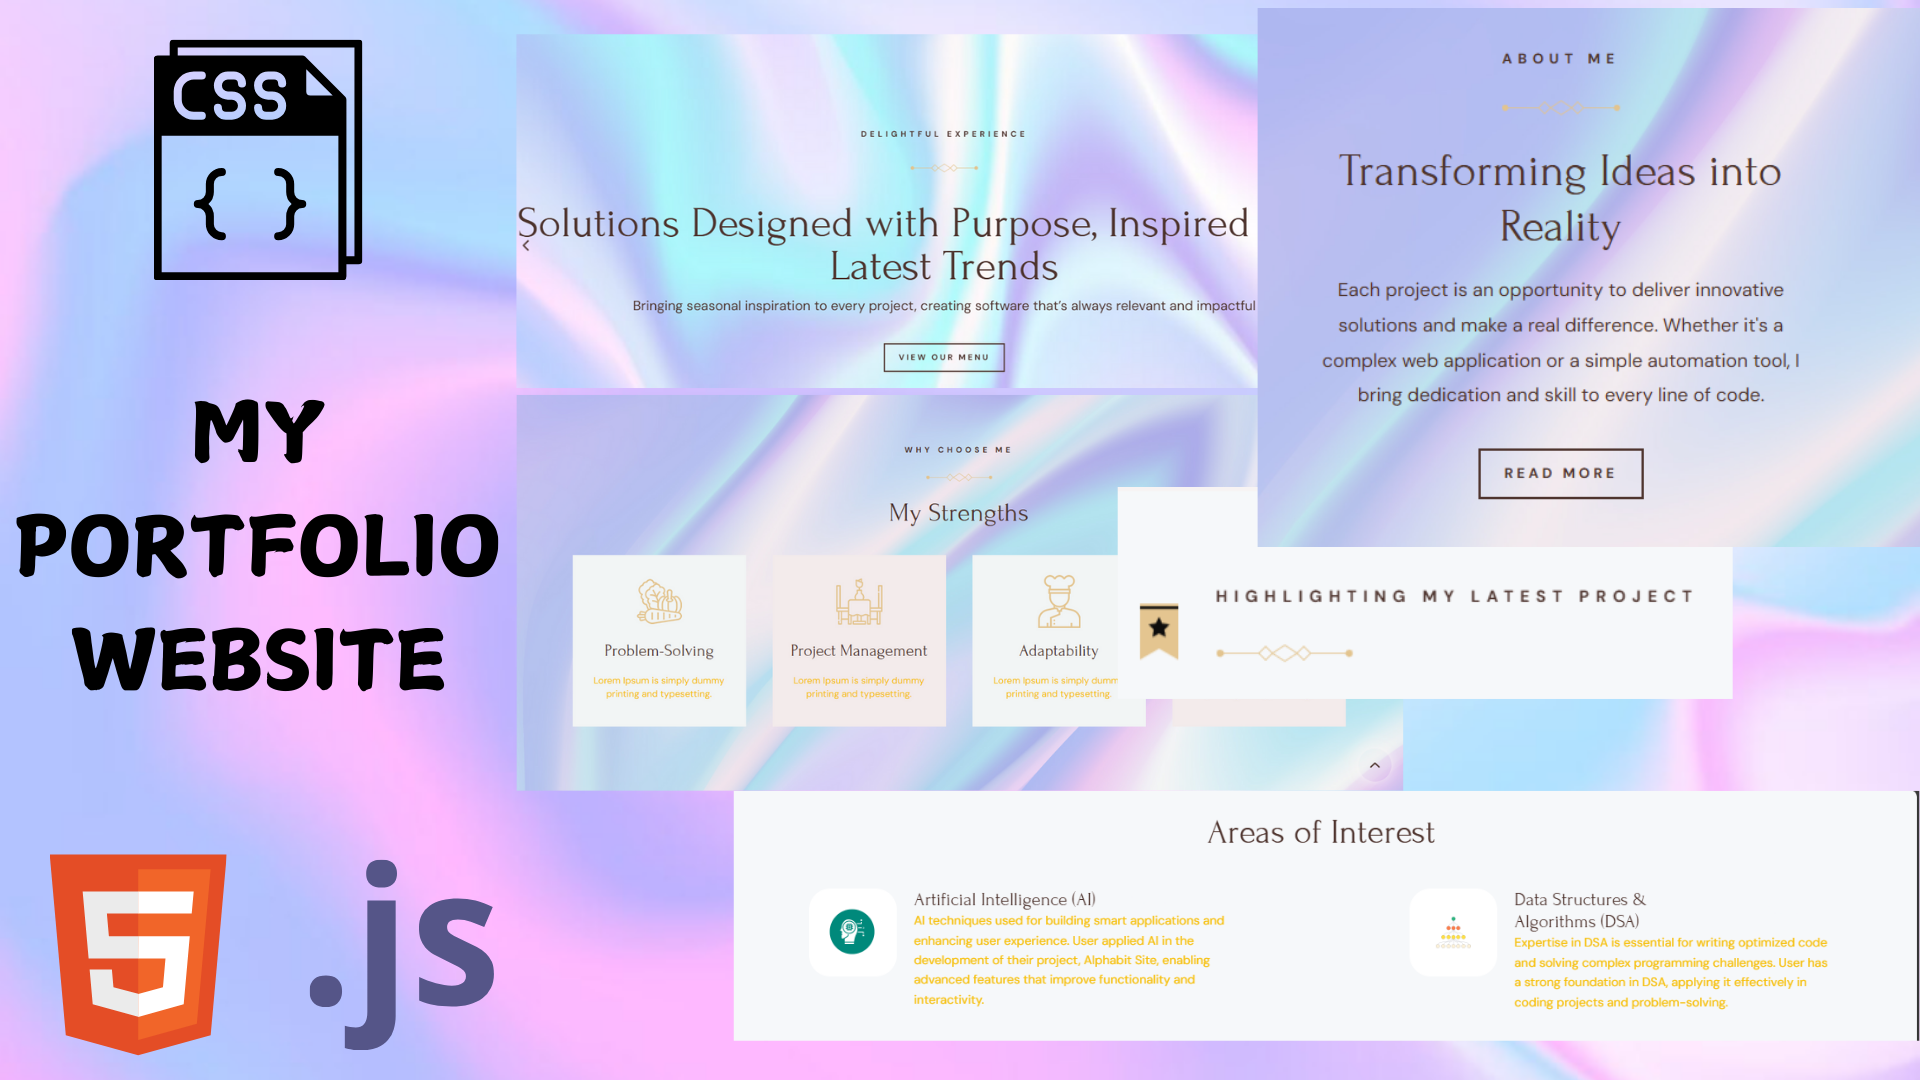 CSS
{ }
MY
PORTFOLIO
WEBSITE
.js
DELIGHTFUL EXPERIENCE
Solutions Designed with Purpose, Inspired
Latest Trends
Bringing seasonal inspiration to every project, creating software that's always relevant and impactful
VIEW OUR MENU
ABOUT ME
Transforming Ideas into
Reality
Each project is an opportunity to deliver innovative
solutions and make a real difference. Whether it's a
complex web application or a simple automation tool, I
bring dedication and skill to every line of code.
READ MORE
WHY CHOOSE ME
My Strengths
Problem-Solving
Lorem Ipsum is simply dummy
printing and typesetting.
Project Management
Lorem Ipsum is simply dummy
printing and typesetting.
Adaptability
Lorem Ipsum is simply dumm
printing and typesetting.
HIGHLIGHTING MY LATEST PROJECT
Areas of Interest
Artificial Intelligence (AI)
AI techniques used for building smart applications and
enhancing user experience. User applied AI in the
development of their project, Alphabit Site, enabling
advanced features that improve functionality and
interactivity.
Data Structures &
Algorithms (DSA)
Expertise in DSA is essential for writing optimized code
and solving complex programming challenges. User has
a strong foundation in DSA, applying it effectively in
coding projects and problem-solving.